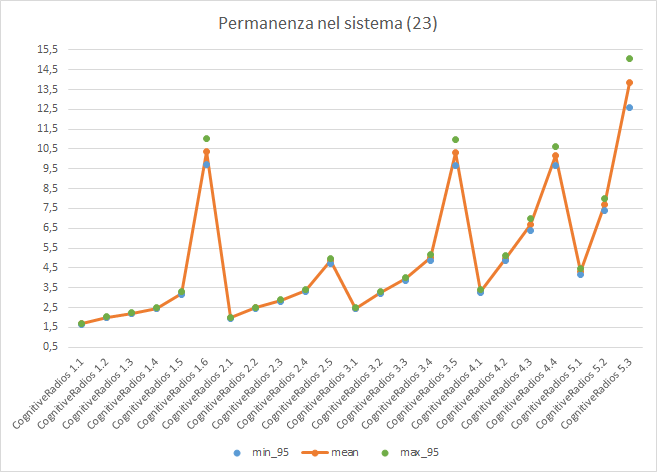 Permanenza nel sistema (23)
15,5
14,5
13,5
12,5
11,5
10,5
9,5
8,5
7,5
6,5
5,5
4,5
3,5
2,5
1,5
0,5
CognitiveRadios 1.1
CognitiveRadios 1.2
CognitiveRadios 1.3
CognitiveRadios 1.4
CognitiveRadios 1.5
CognitiveRadios 1.6
CognitiveRadios 2.1
CognitiveRadios 2.2
CognitiveRadios 2.3
CognitiveRadios 2.4
CognitiveRadios 2.5
CognitiveRadios 3.1
CognitiveRadios 3.2
CognitiveRadios 3.3
CognitiveRadios 3.4
CognitiveRadios 3.5
CognitiveRadios 4.1
CognitiveRadios 4.2
CognitiveRadios 4.3
CognitiveRadios 4.4
CognitiveRadios 5.1
CognitiveRadios 5.2
CognitiveRadios 5.3
min_95 mean max_95